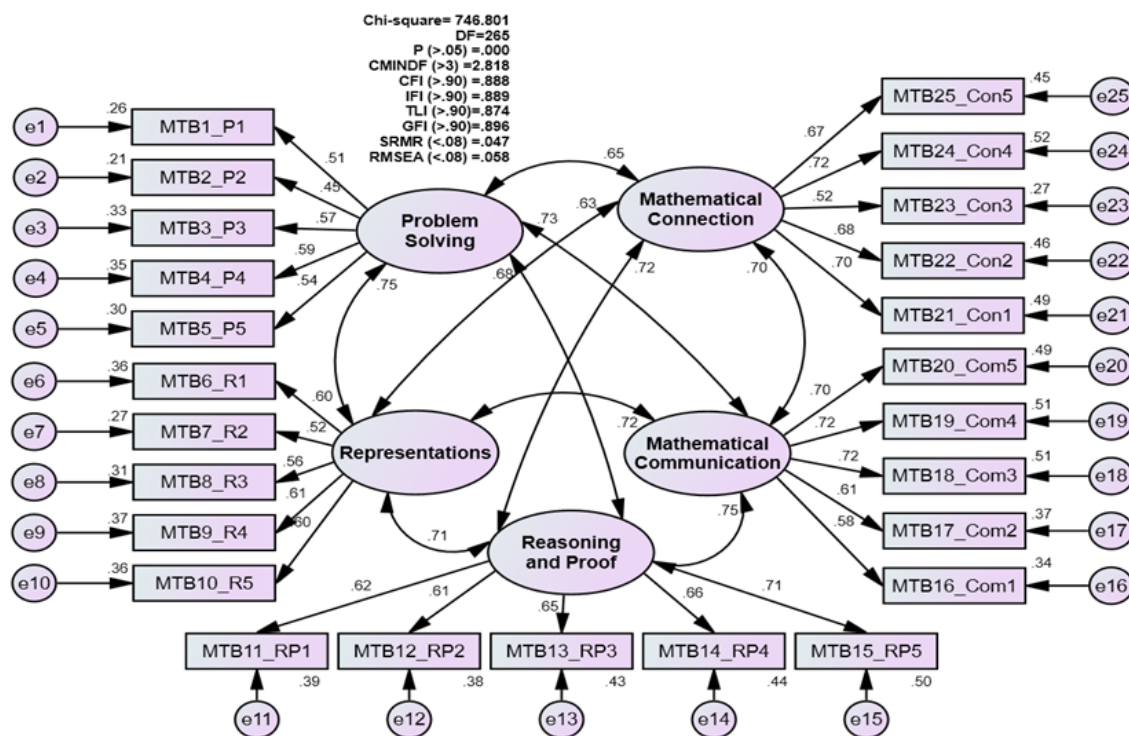 Chi-square= 746.801
DF=265
P (>.05) =.000
CMINDF (>3) =2.818
CFI (>.90) =.888
IFI (>.90) =.889
TLI (>.90)=.874
GFI (>.90)=.896
SRMR (<.08) =.047
RMSEA (<.08) =.058
e1
.26
MTB1_P1
.51
e2
.21
MTB2_P2
.45
e3
.33
MTB3_P3
.57
e4
.35
MTB4_P4
.59
e5
.30
MTB5_P5
.54
Problem
Solving
.65
.63
.73
.68
.72
.75
.70
Mathematical
Connection
.67
.45
MTB25_Con5
e25
.72
.52
MTB24_Con4
e24
.52
.27
MTB23_Con3
e23
.68
.46
MTB22_Con2
e22
.70
.49
MTB21_Con1
e21
e6
.36
MTB6_R1
.60
e7
.27
MTB7_R2
.52
e8
.31
MTB8_R3
.56
e9
.37
MTB9_R4
.61
e10
.36
MTB10_R5
.60
Representations
.72
.71
.75
Mathematical
Communication
.70
.49
MTB20_Com5
e20
.72
.51
MTB19_Com4
e19
.72
.51
MTB18_Com3
e18
.61
.37
MTB17_Com2
e17
.58
.34
MTB16_Com1
e16
Reasoning
and Proof
.62
.61
.65
.66
.71
MTB11_RP1
MTB12_RP2
MTB13_RP3
MTB14_RP4
MTB15_RP5
.39
.38
.43
.44
.50
e11
e12
e13
e14
e15